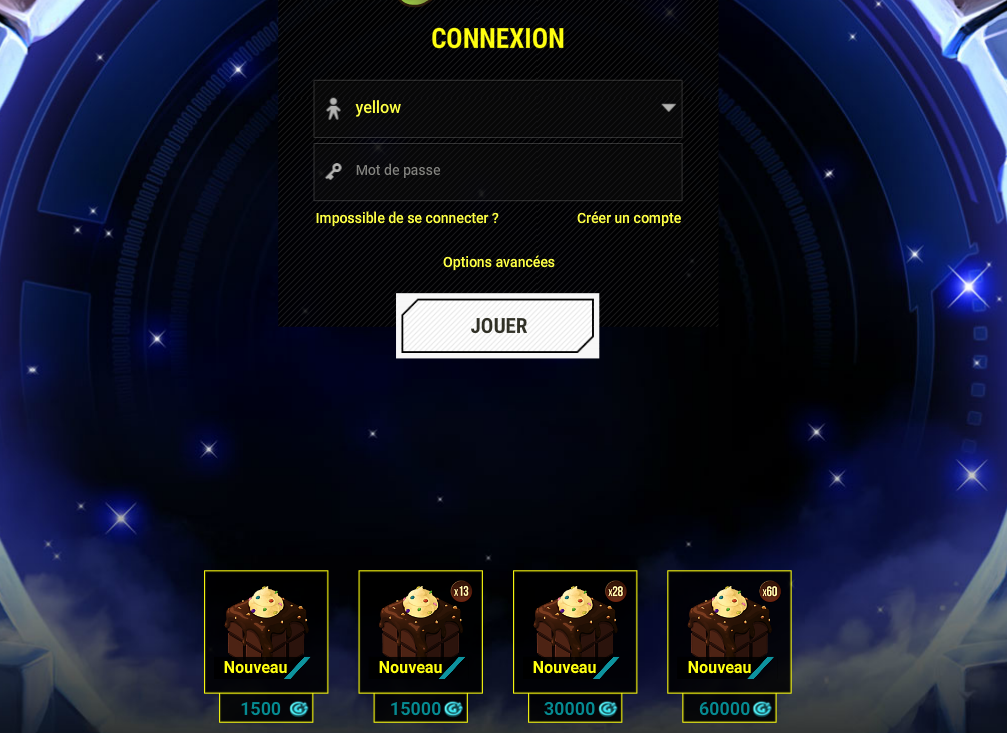 CONNEXION
yellow
Mot de passe
Impossible de se connecter ? Créer un compte
Options avancées
JOUER
x13 x28 x60
Nouveau Nouveau Nouveau Nouveau
1500 15000 30000 60000